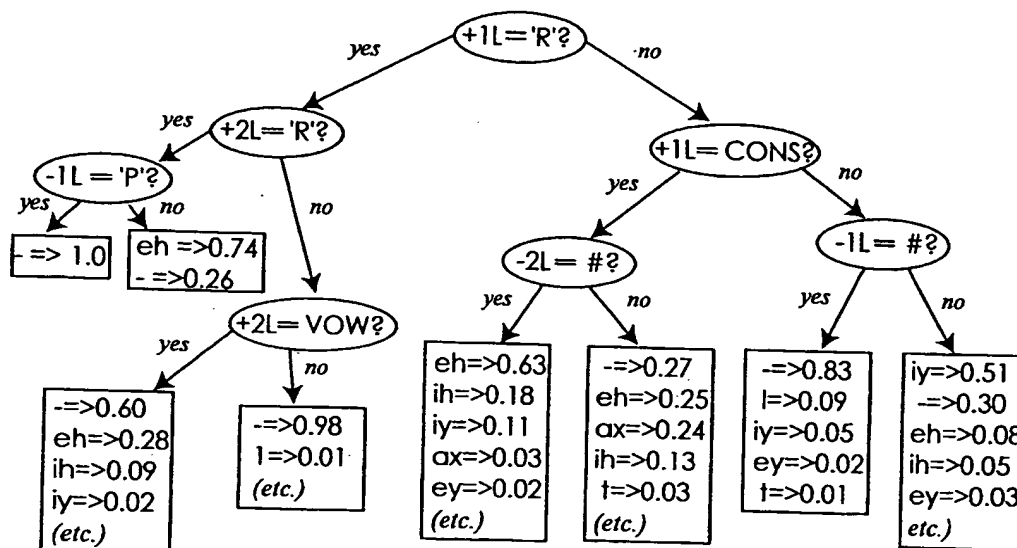 +1L='R'?
yes
no
+2L='R'?
+1L= CONS?
yes
no
yes
no
-1L ='P'?
-2L= #?
-1L= #?
yes
no
yes
no
yes
no
- => 1.0
eh =>0.74
- =>0.26
+2L= VOW?
yes
no
-=>0.60
eh=>0.28
ih=>0.09
iy=>0.02
(etc.)
-=>0.98
1=>0.01
(etc.)
eh=>0.63
ih=>0.18
iy=>0.11
ax=>0.03
ey=>0.02
(etc.)
-=>0.27
eh=>0.25
ax=>0.24
ih=>0.13
t=>0.03
(etc.)
-=>0.83
l=>0.09
iy=>0.05
ey=>0.02
t=>0.01
iy=>0.51
-=>0.30
eh=>0.08
ih=>0.05
ey=>0.03
etc.)